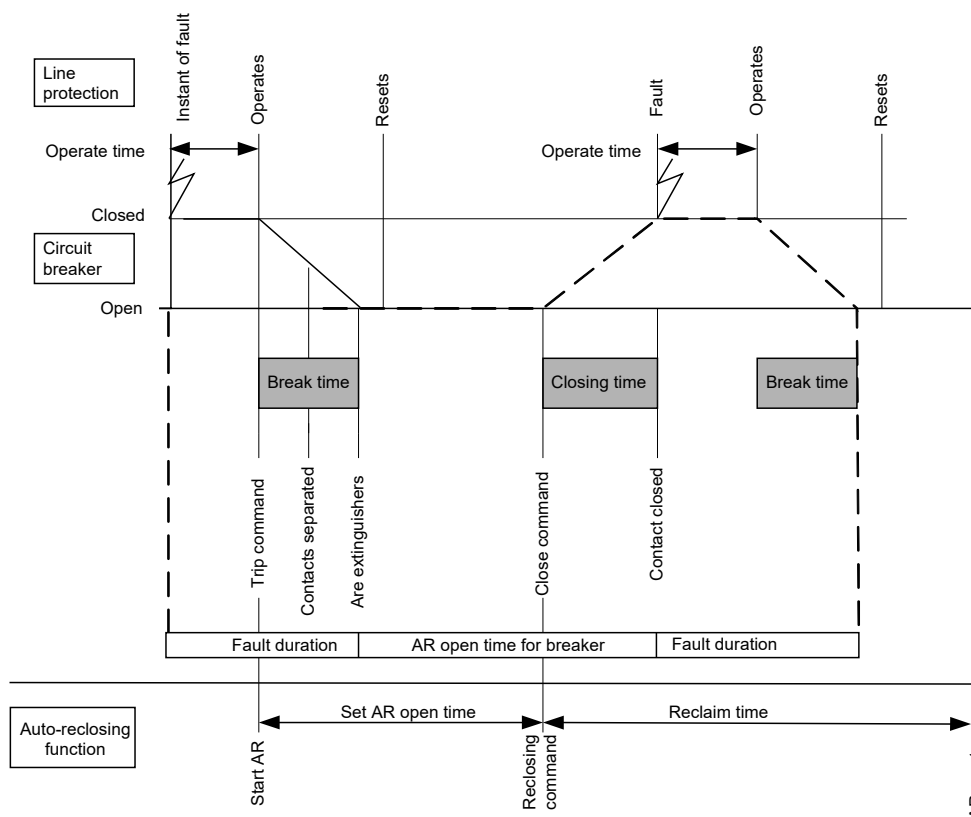 Line
protection
Instant of fault
Operates
Resets
Fault
Operates
Resets
Operate time
Operate time
Closed
Circuit
breaker
Open
Break time
Closing time
Break time
Trip command
Contacts separated
Are extinguishers
Close command
Contact closed
Fault duration
AR open time for breaker
Fault duration
Set AR open time
Reclaim time
Auto-reclosing
function
Start AR
Reclosing
command